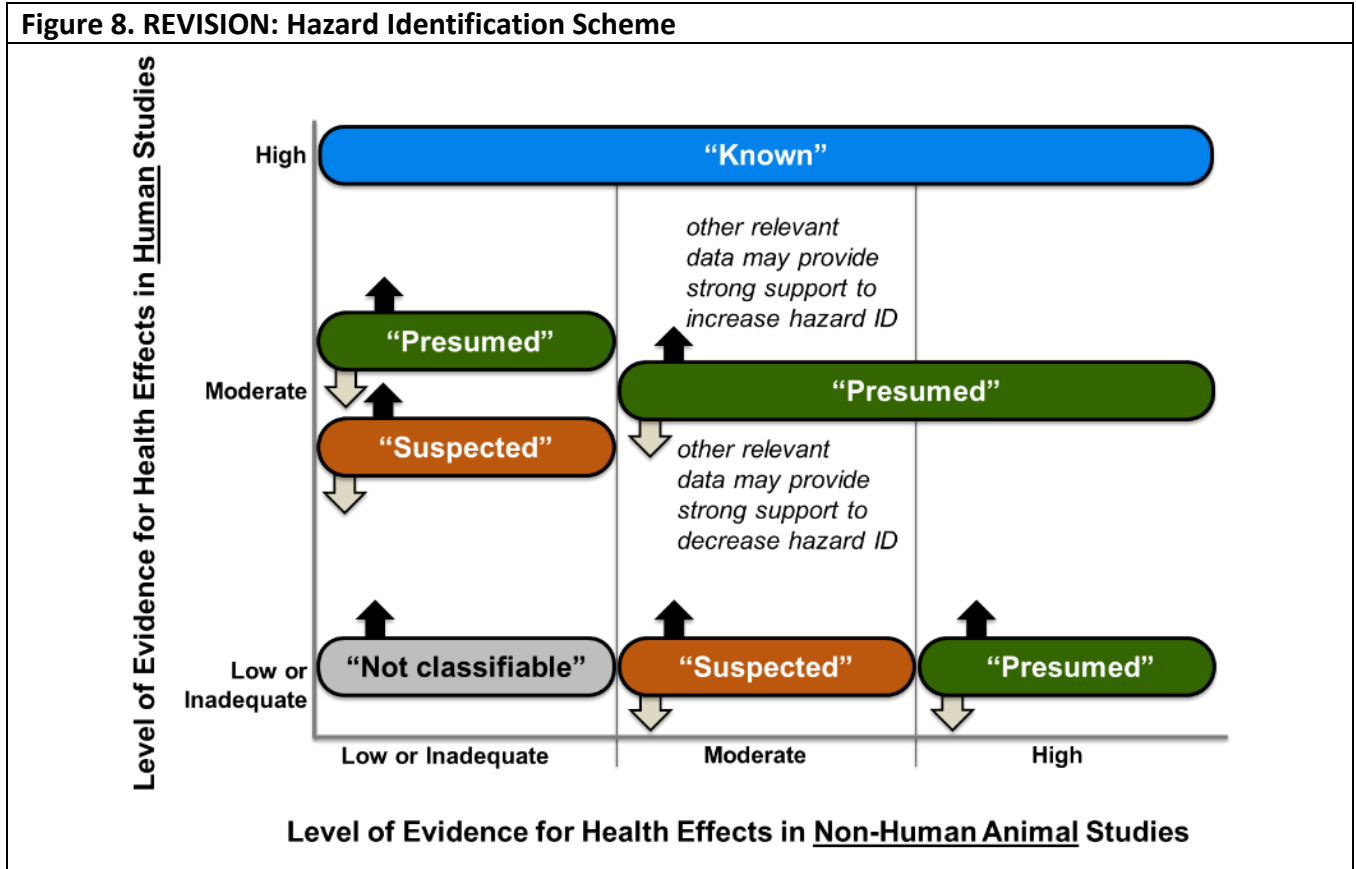 Figure 8. REVISION: Hazard Identification Scheme
Level of Evidence for Health Effects in Human Studies
High
“Known”
other relevant
data may provide
strong support to
increase hazard ID
“Presumed”
Moderate
“Presumed”
“Suspected”
other relevant
data may provide
strong support to
decrease hazard ID
Low or
Inadequate
“Not classifiable”
“Suspected”
“Presumed”
Low or Inadequate
Moderate
High
Level of Evidence for Health Effects in Non-Human Animal Studies